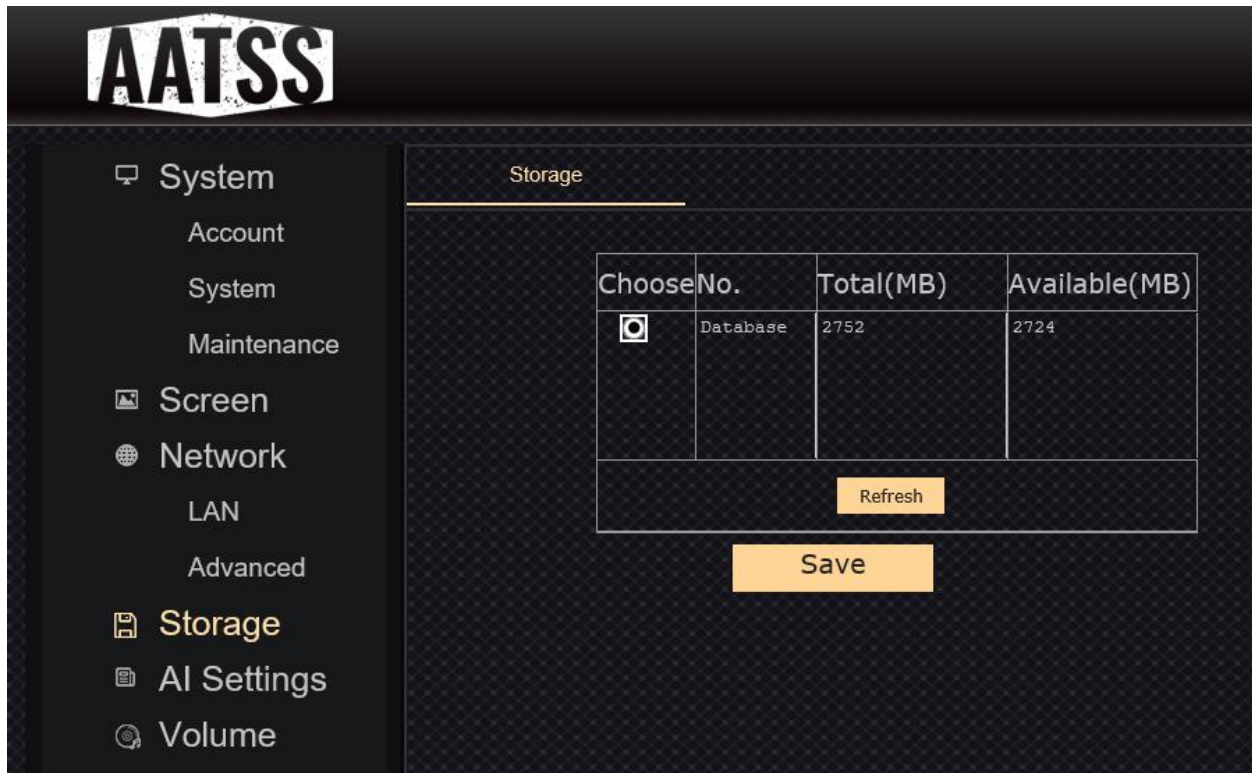 AATSS
System
Account
System
Maintenance
Screen
Network
LAN
Advanced
Storage
AI Settings
Volume
Storage
Choose No. Total(MB) Available(MB)
Database 2752 2724
Refresh
Save